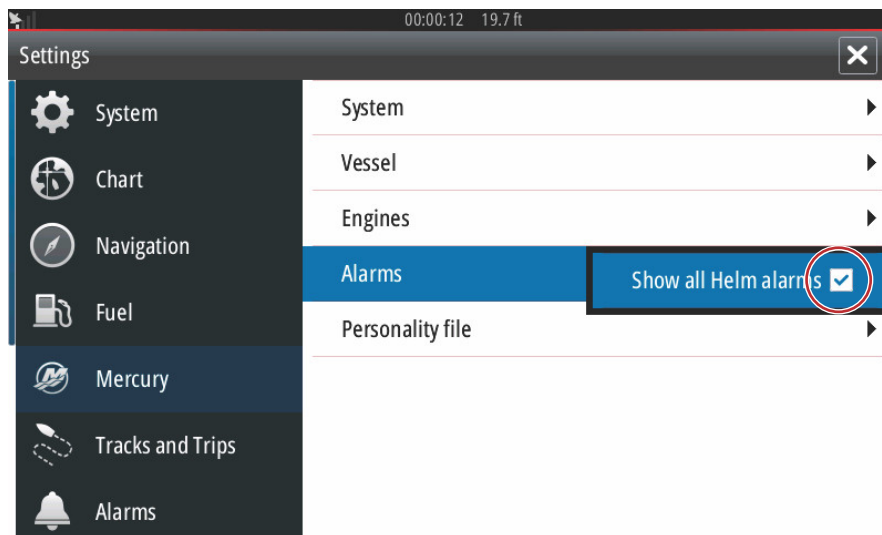 00:00:12 19.7 ft
Settings
System
Chart
Navigation
Fuel
Mercury
Tracks and Trips
Alarms
System
Vessel
Engines
Alarms
Show all Helm alarms
Personality file